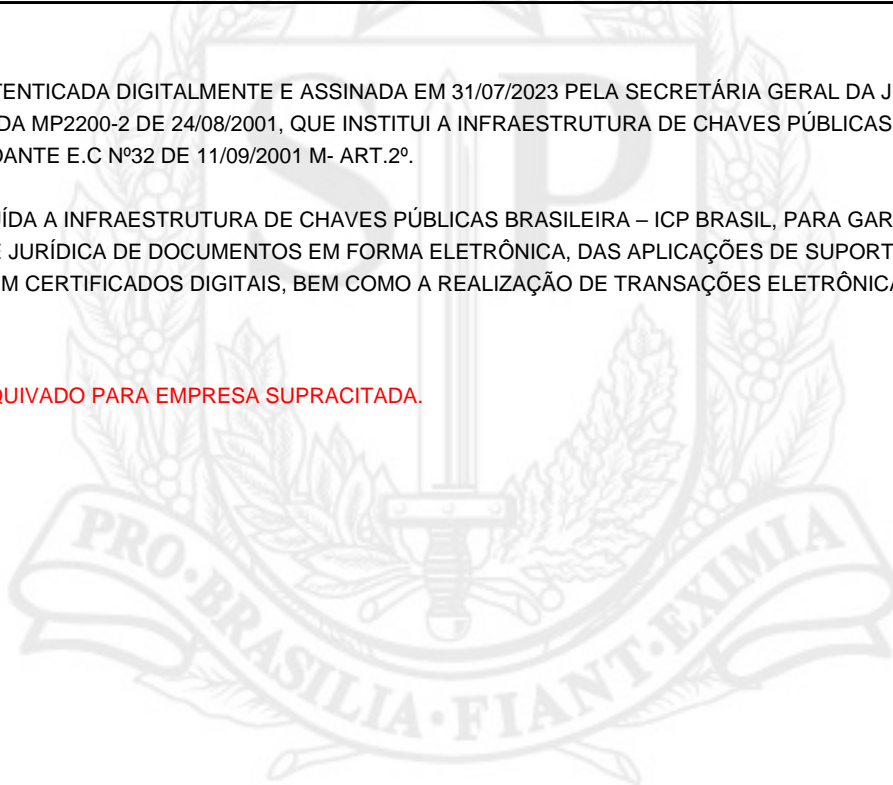 TENTICADA DIGITALMENTE E ASSINADA EM 31/07/2023 PELA SECRETÁRIA GERAL DA J
DA MP2200-2 DE 24/08/2001, QUE INSTITUI A INFRAESTRUTURA DE CHAVES PÚBLICAS
DANTE E.C Nº32 DE 11/09/2001 M- ART.2º.
ÍDA A INFRAESTRUTURA DE CHAVES PÚBLICAS BRASILEIRA – ICP BRASIL, PARA GAR
E JURÍDICA DE DOCUMENTOS EM FORMA ELETRÔNICA, DAS APLICAÇÕES DE SUPORT
M CERTIFICADOS DIGITAIS, BEM COMO A REALIZAÇÃO DE TRANSAÇÕES ELETRÔNICA
QUIVADO PARA EMPRESA SUPRACITADA.
SP
PRO·BRASILIA·FIANT·EXIMIA